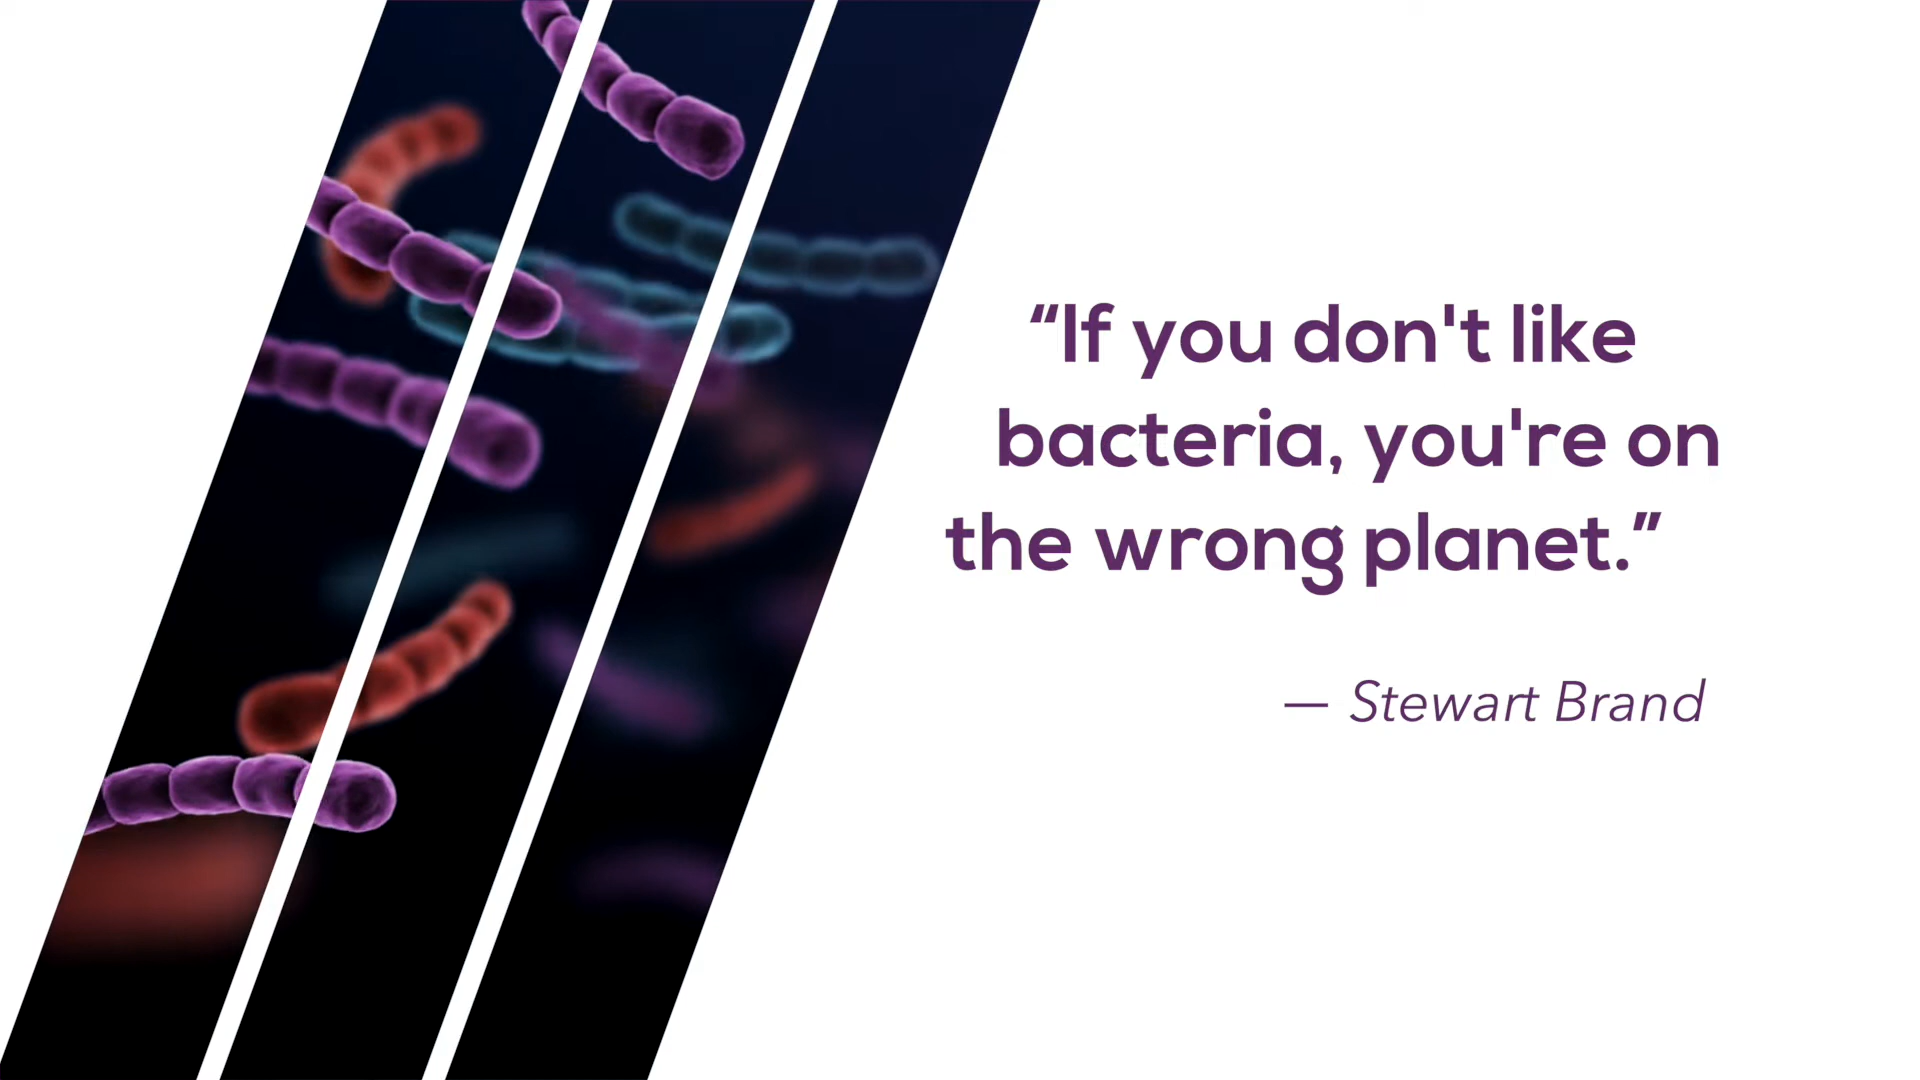 “If you don't like
bacteria, you're on
the wrong planet.”
— Stewart Brand